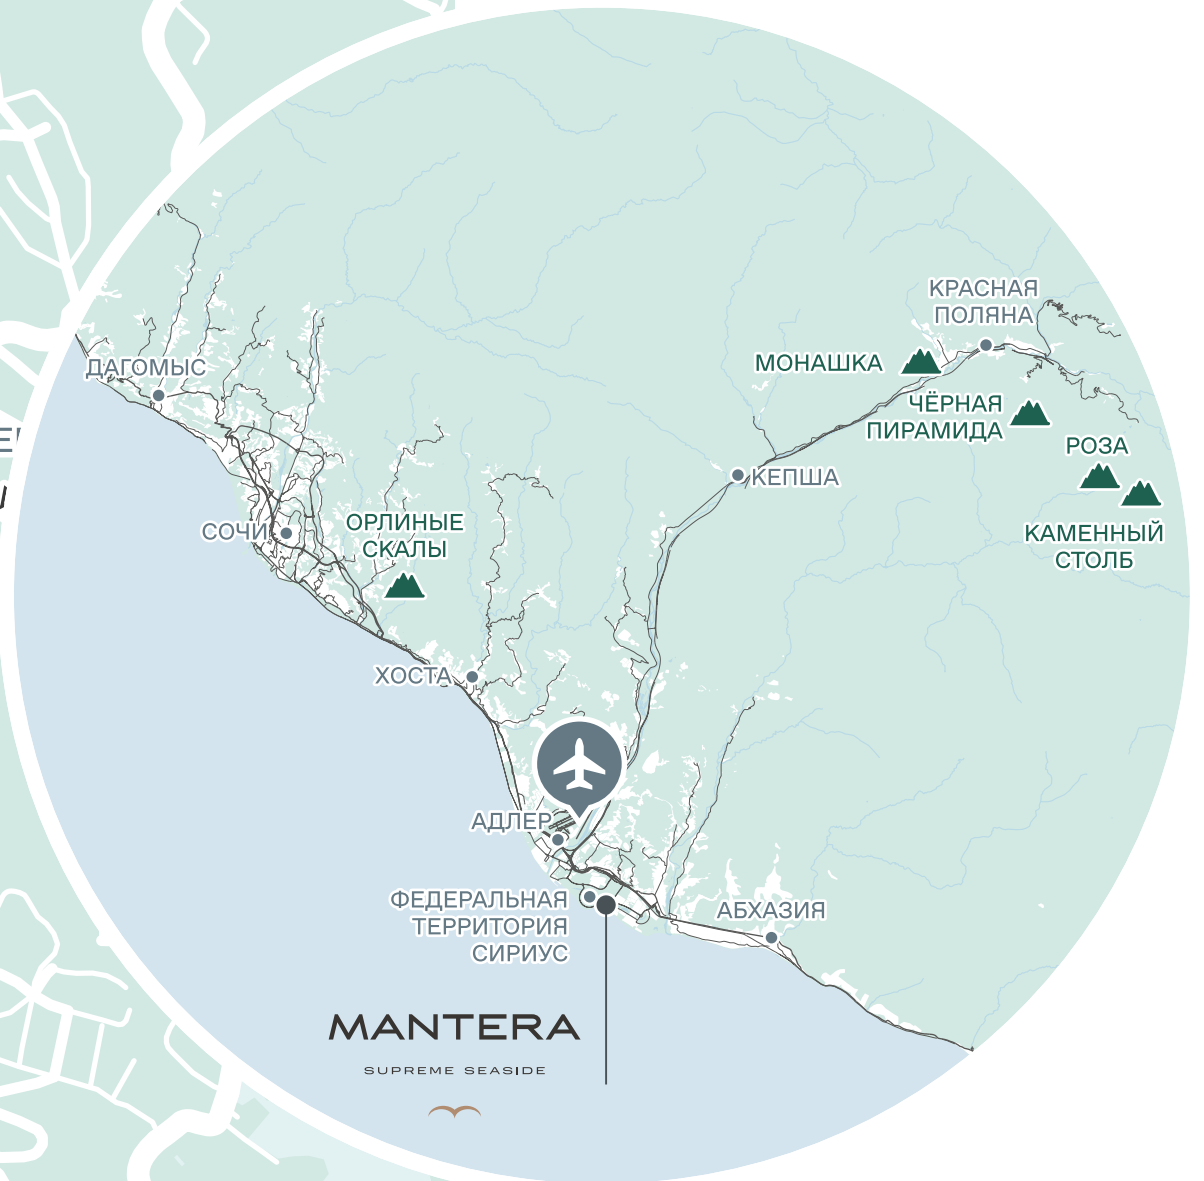 КРАСНАЯ
ПОЛЯНА
МОНАШКА
ДАГОМЫС
ЧЁРНАЯ
ПИРАМИДА
РОЗА
КЕПША
СОЧИ
ОРЛИНЫЕ
СКАЛЫ
КАМЕННЫЙ
СТОЛБ
ХОСТА
АДЛЕР
ФЕДЕРАЛЬНАЯ
ТЕРРИТОРИЯ
СИРИУС
АБХАЗИЯ
MANTERA
SUPREME SEASIDE